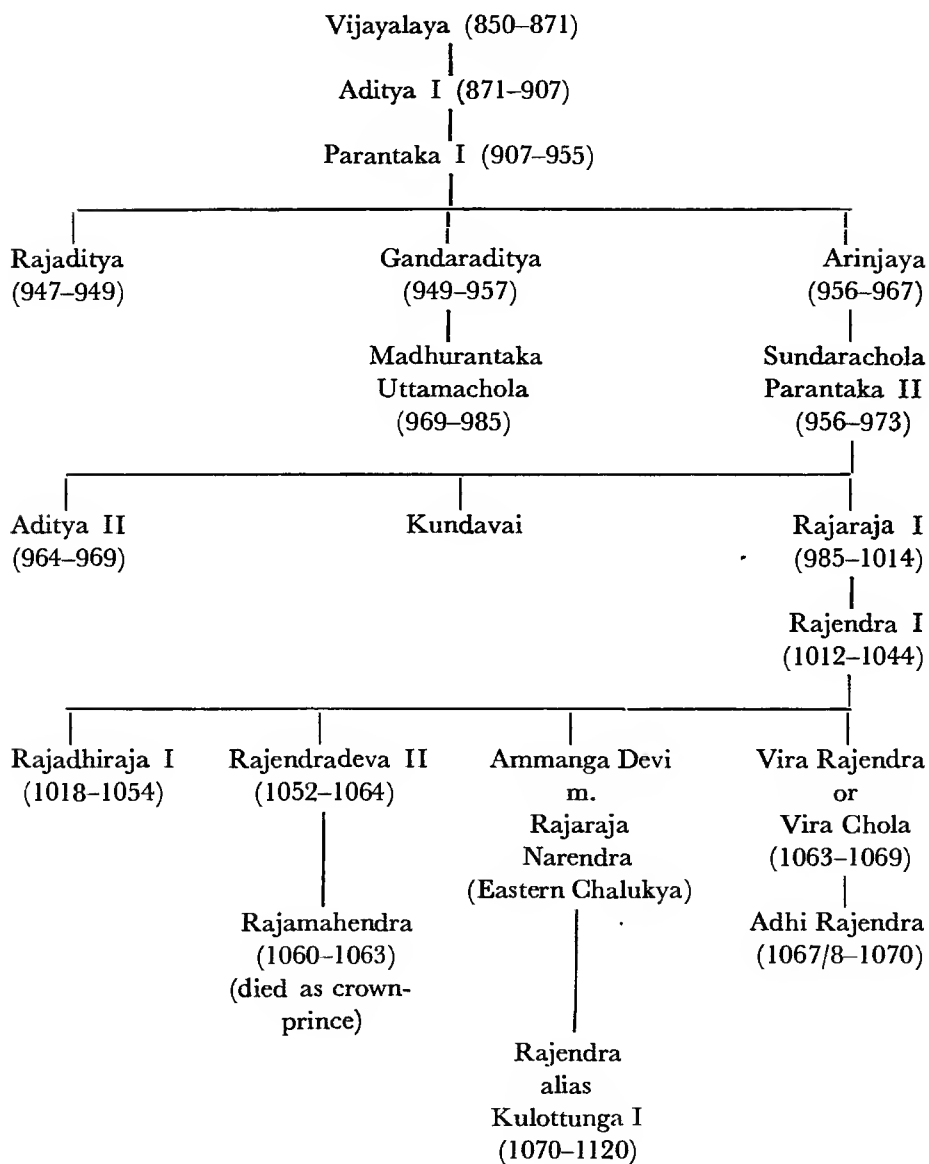 Vijayalaya (850–871)
Aditya I (871–907)
Parantaka I (907–955)
Rajaditya
(947–949)
Gandaraditya
(949–957)
Madhurantaka
Uttamachola
(969–985)
Arinjaya
(956–967)
Sundarachola
Parantaka II
(956–973)
Aditya II
(964–969)
Kundavai
Rajaraja I
(985–1014)
Rajendra I
(1012–1044)
Rajadhiraja I
(1018–1054)
Rajendradeva II
(1052–1064)
Rajamahendra
(1060–1063)
(died as crown-
prince)
Ammanga Devi
m.
Rajaraja
Narendra
(Eastern Chalukya)
Rajendra
alias
Kulottunga I
(1070–1120)
Vira Rajendra
or
Vira Chola
(1063–1069)
Adhi Rajendra
(1067/8–1070)